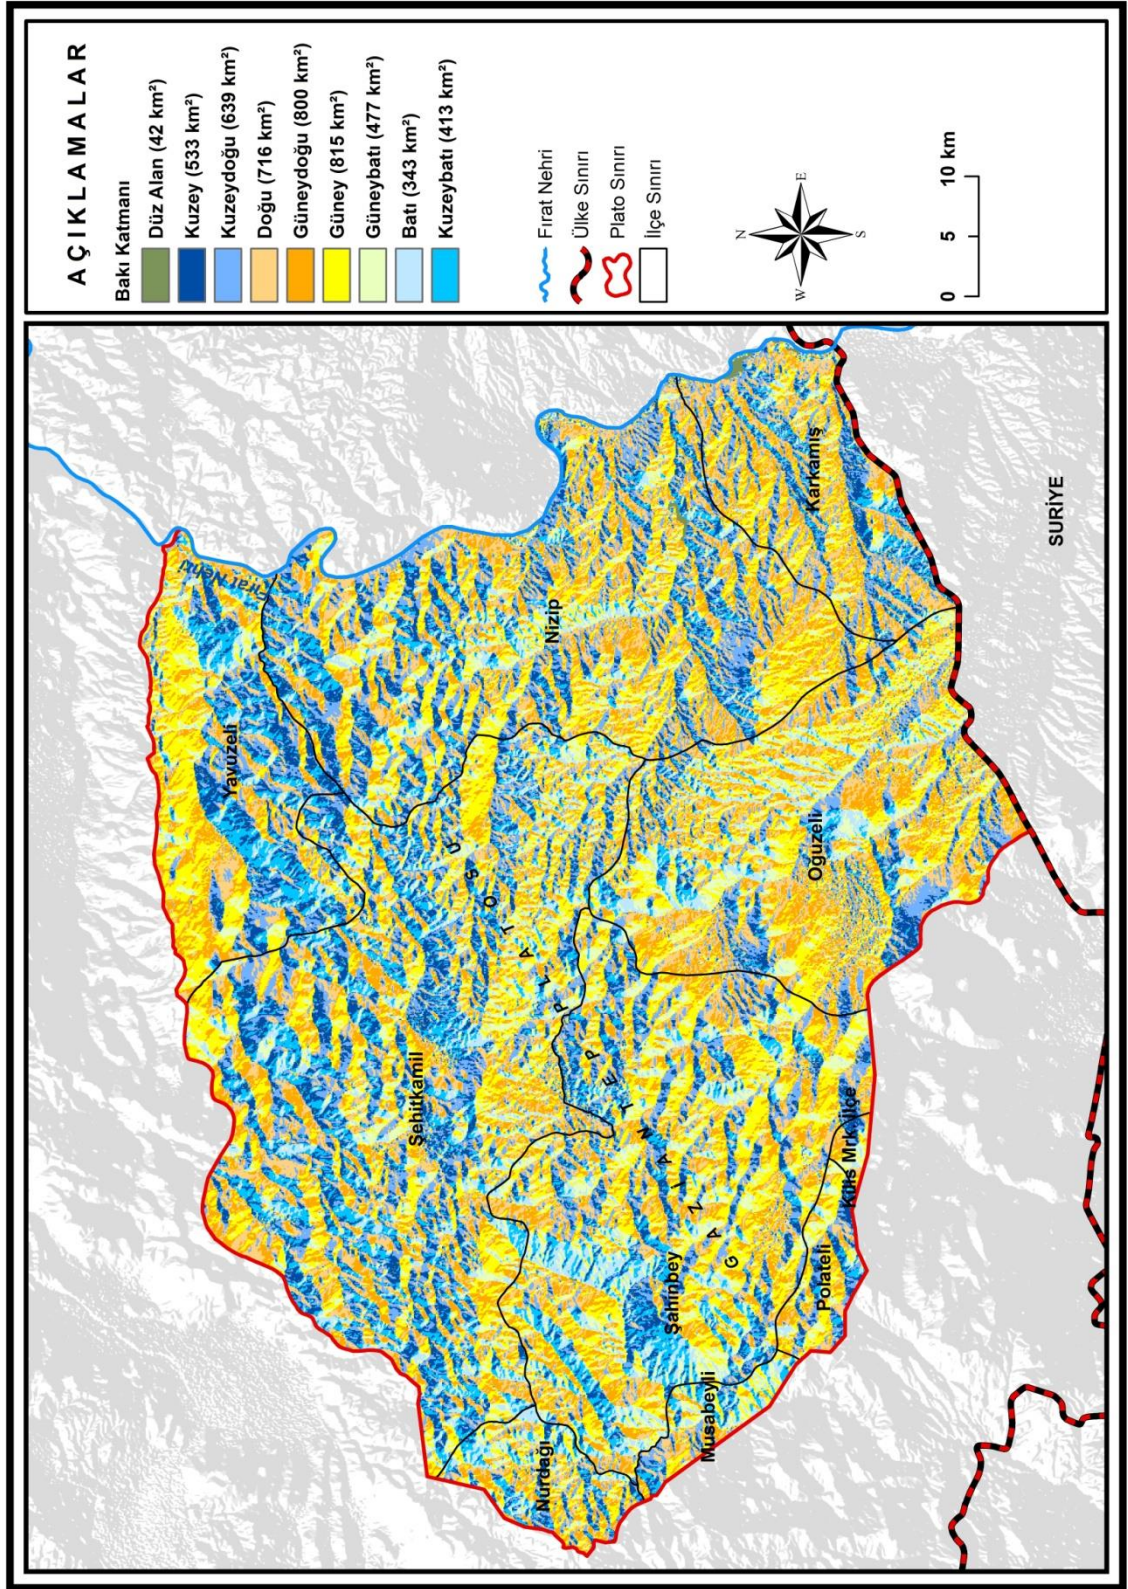 AÇIKLAMALAR
Bakı Katmanı
Düz Alan (42 km²)
Kuzey (533 km²)
Kuzeydoğu (639 km²)
Doğu (716 km²)
Güneydoğu (800 km²)
Güney (815 km²)
Güneybatı (477 km²)
Batı (343 km²)
Kuzeybatı (413 km²)
Fırat Nehri
Ülke Sınırı
Plato Sınırı
İlçe Sınırı
N
W E
S
0 5 10 km
Fırat Nehri
Yavuzeli
Nizip
Karkamış
SURİYE
Oğuzeli
Şehitkamil
GAZİANTEP PLATOSU
Şahinbey
Kilis Mrk. İlçe
Polateli
Musabeyli
Nurdağı